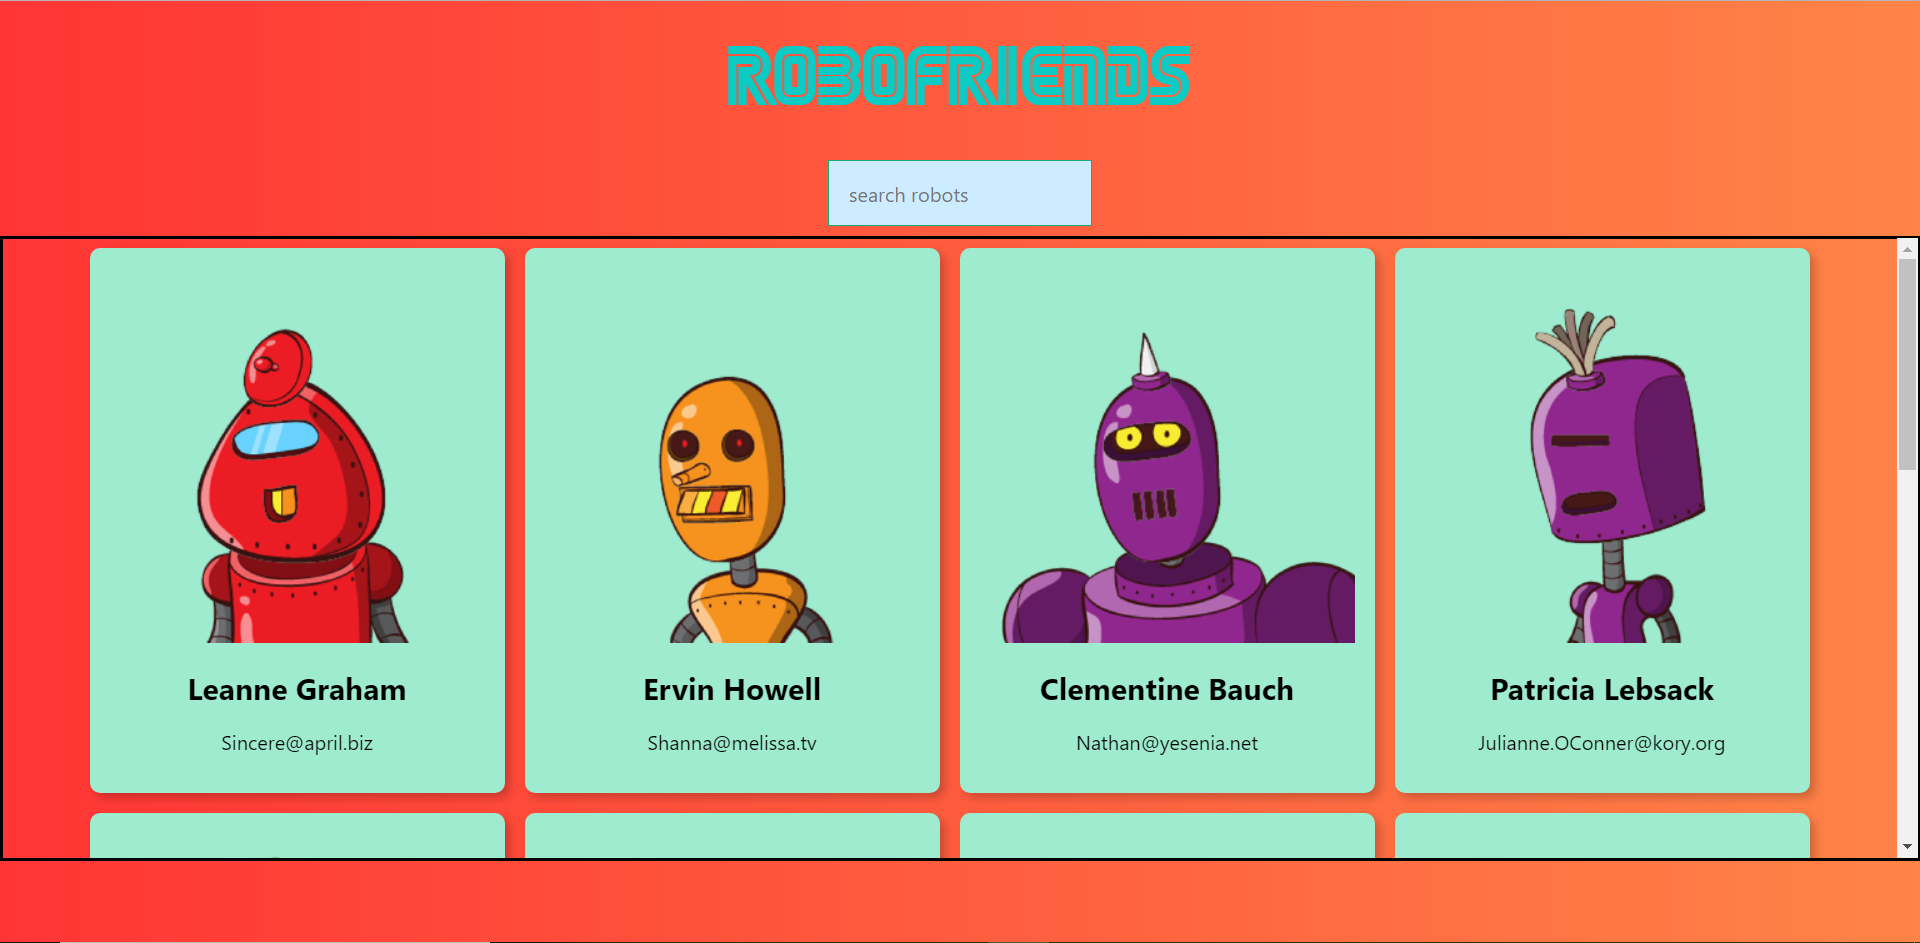 ROBOFRIENDS
search robots
Leanne Graham
Sincere@april.biz
Ervin Howell
Shanna@melissa.tv
Clementine Bauch
Nathan@yesenia.net
Patricia Lebsack
Julianne.OConner@kory.org